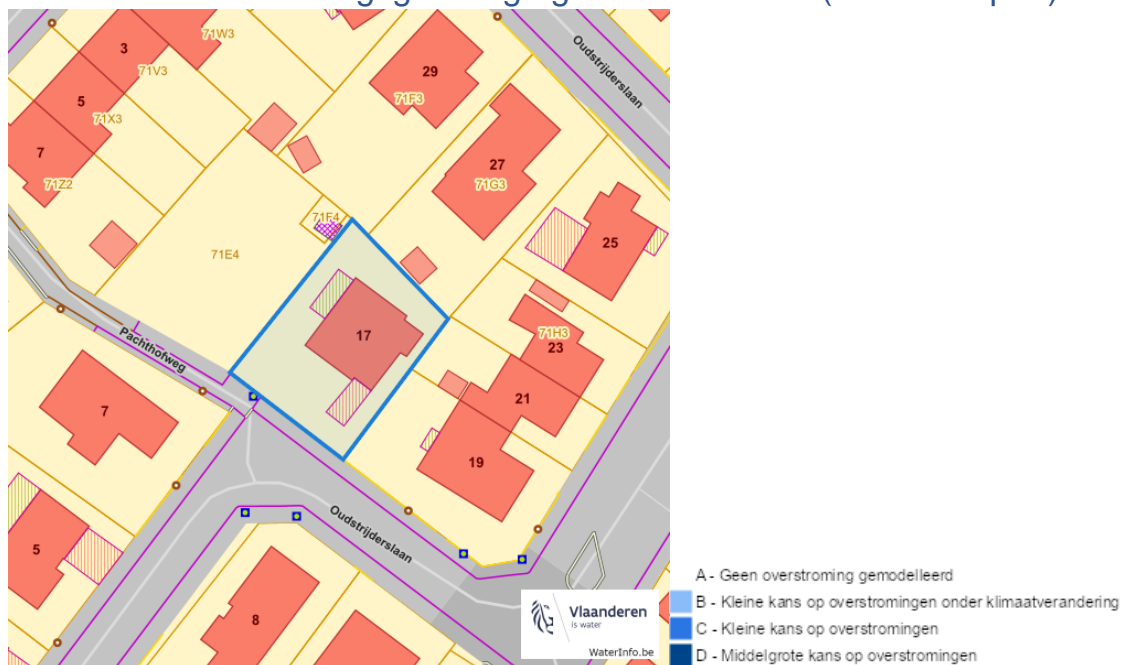 Oudstrijderslaan
71W3
3
71V3
29
5
71F3
71X3
7
27
71Z2
71G3
71F4
25
71E4
17
71H3
23
Pachthofweg
21
7
19
Oudstrijderslaan
5
8
Vlaanderen
is water
WaterInfo.be
A - Geen overstroming gemodelleerd
B - Kleine kans op overstromingen onder klimaatverandering
C - Kleine kans op overstromingen
D - Middelgrote kans op overstromingen